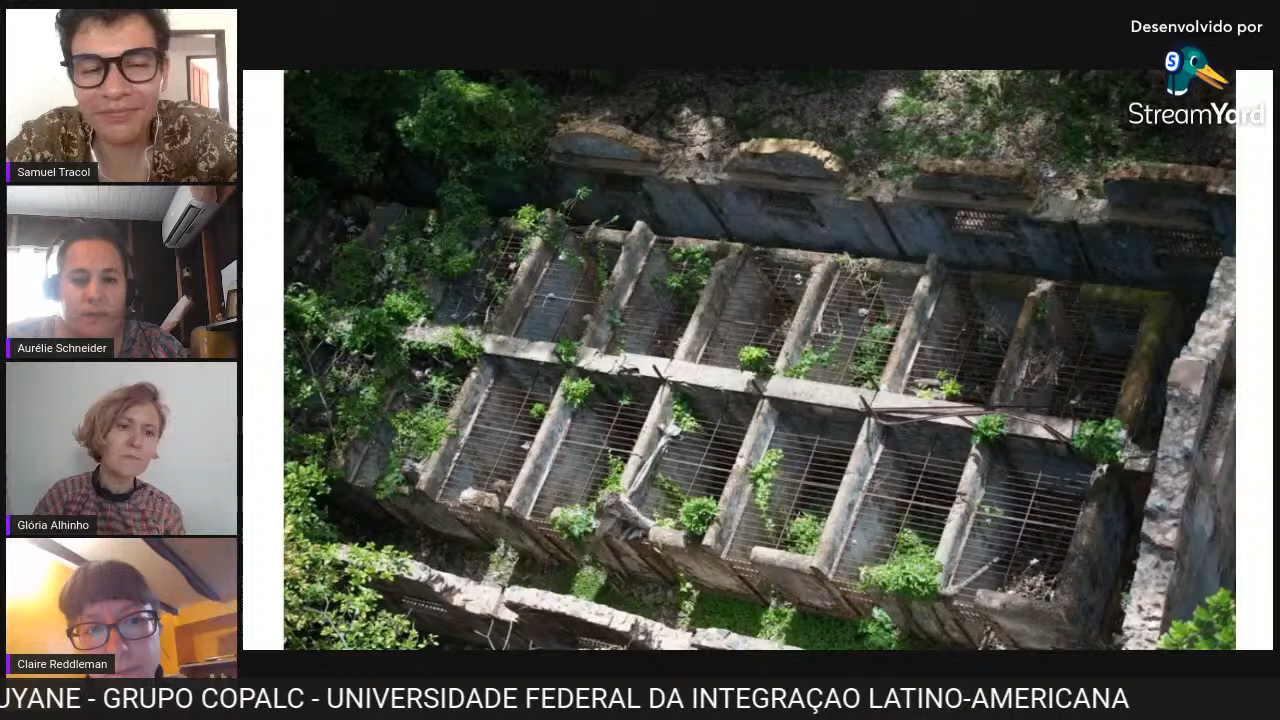 Desenvolvido por
StreamYard
Samuel Tracol
Aurélie Schneider
Glória Alhinho
Claire Reddleman
UYANE - GRUPO COPALC - UNIVERSIDADE FEDERAL DA INTEGRAÇAO LATINO-AMERICANA